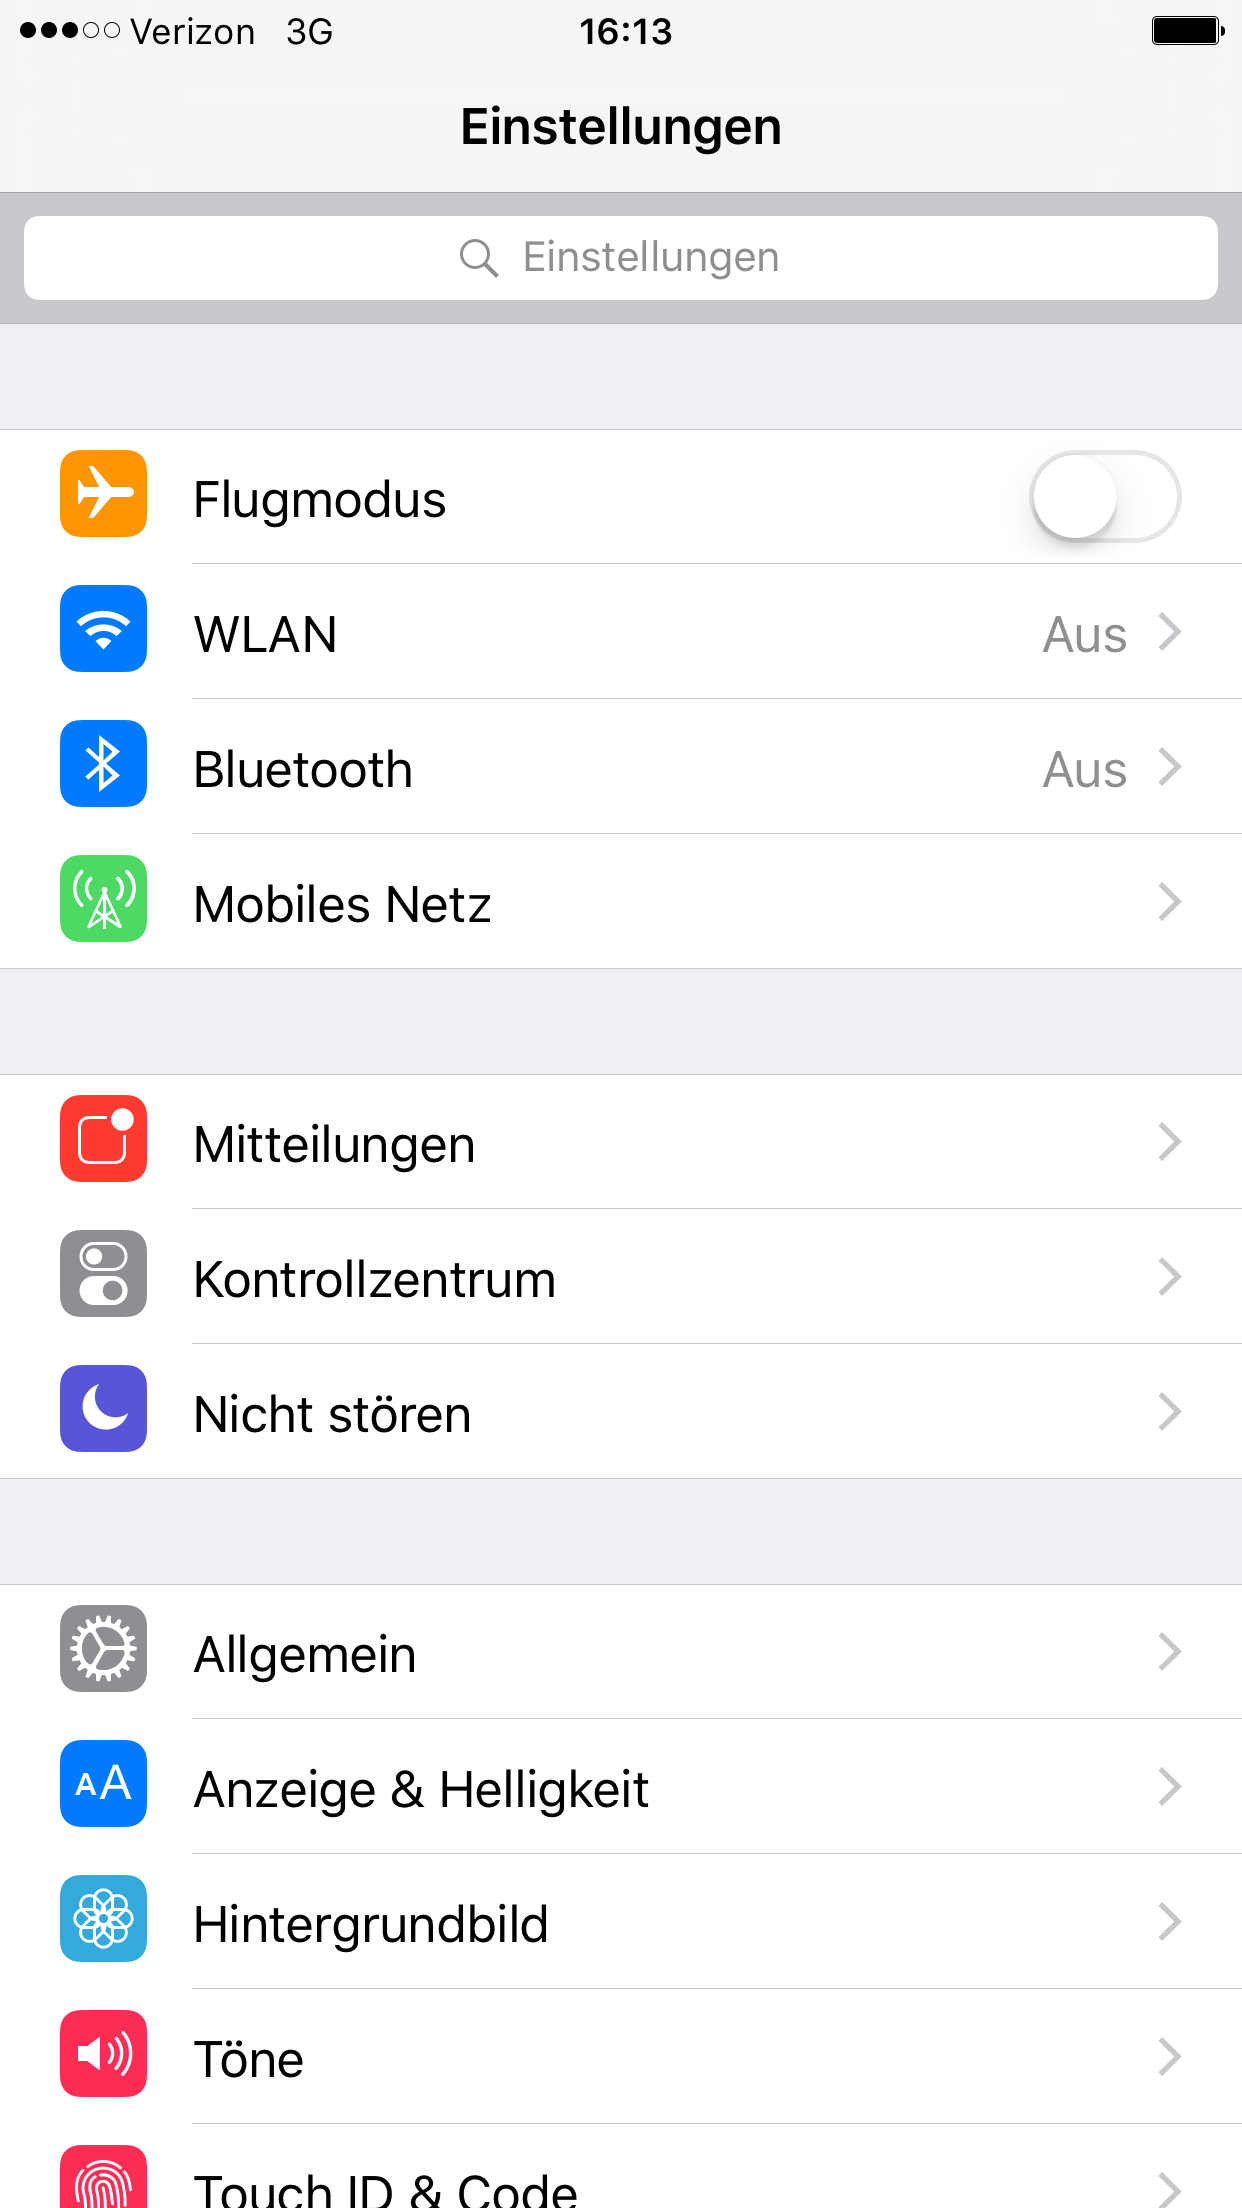 Verizon 3G 16:13
Einstellungen
Einstellungen
Flugmodus
WLAN Aus
Bluetooth Aus
Mobiles Netz
Mitteilungen
Kontrollzentrum
Nicht stören
Allgemein
AA Anzeige & Helligkeit
Hintergrundbild
Töne
Touch ID & Code